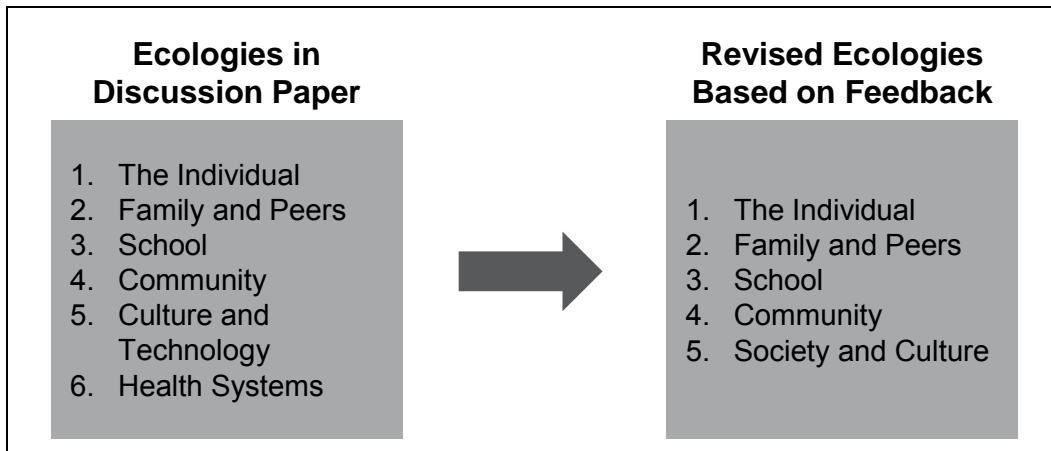 Ecologies in
Discussion Paper
1. The Individual
2. Family and Peers
3. School
4. Community
5. Culture and
Technology
6. Health Systems
Revised Ecologies
Based on Feedback
1. The Individual
2. Family and Peers
3. School
4. Community
5. Society and Culture